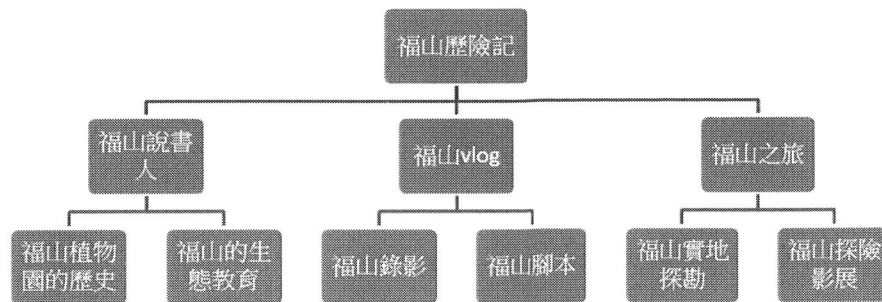 福山歷險記
福山說書
人
福山vlog
福山之旅
福山植物
園的歷史
福山的生
態教育
福山錄影
福山腳本
福山實地
探勘
福山探險
影展